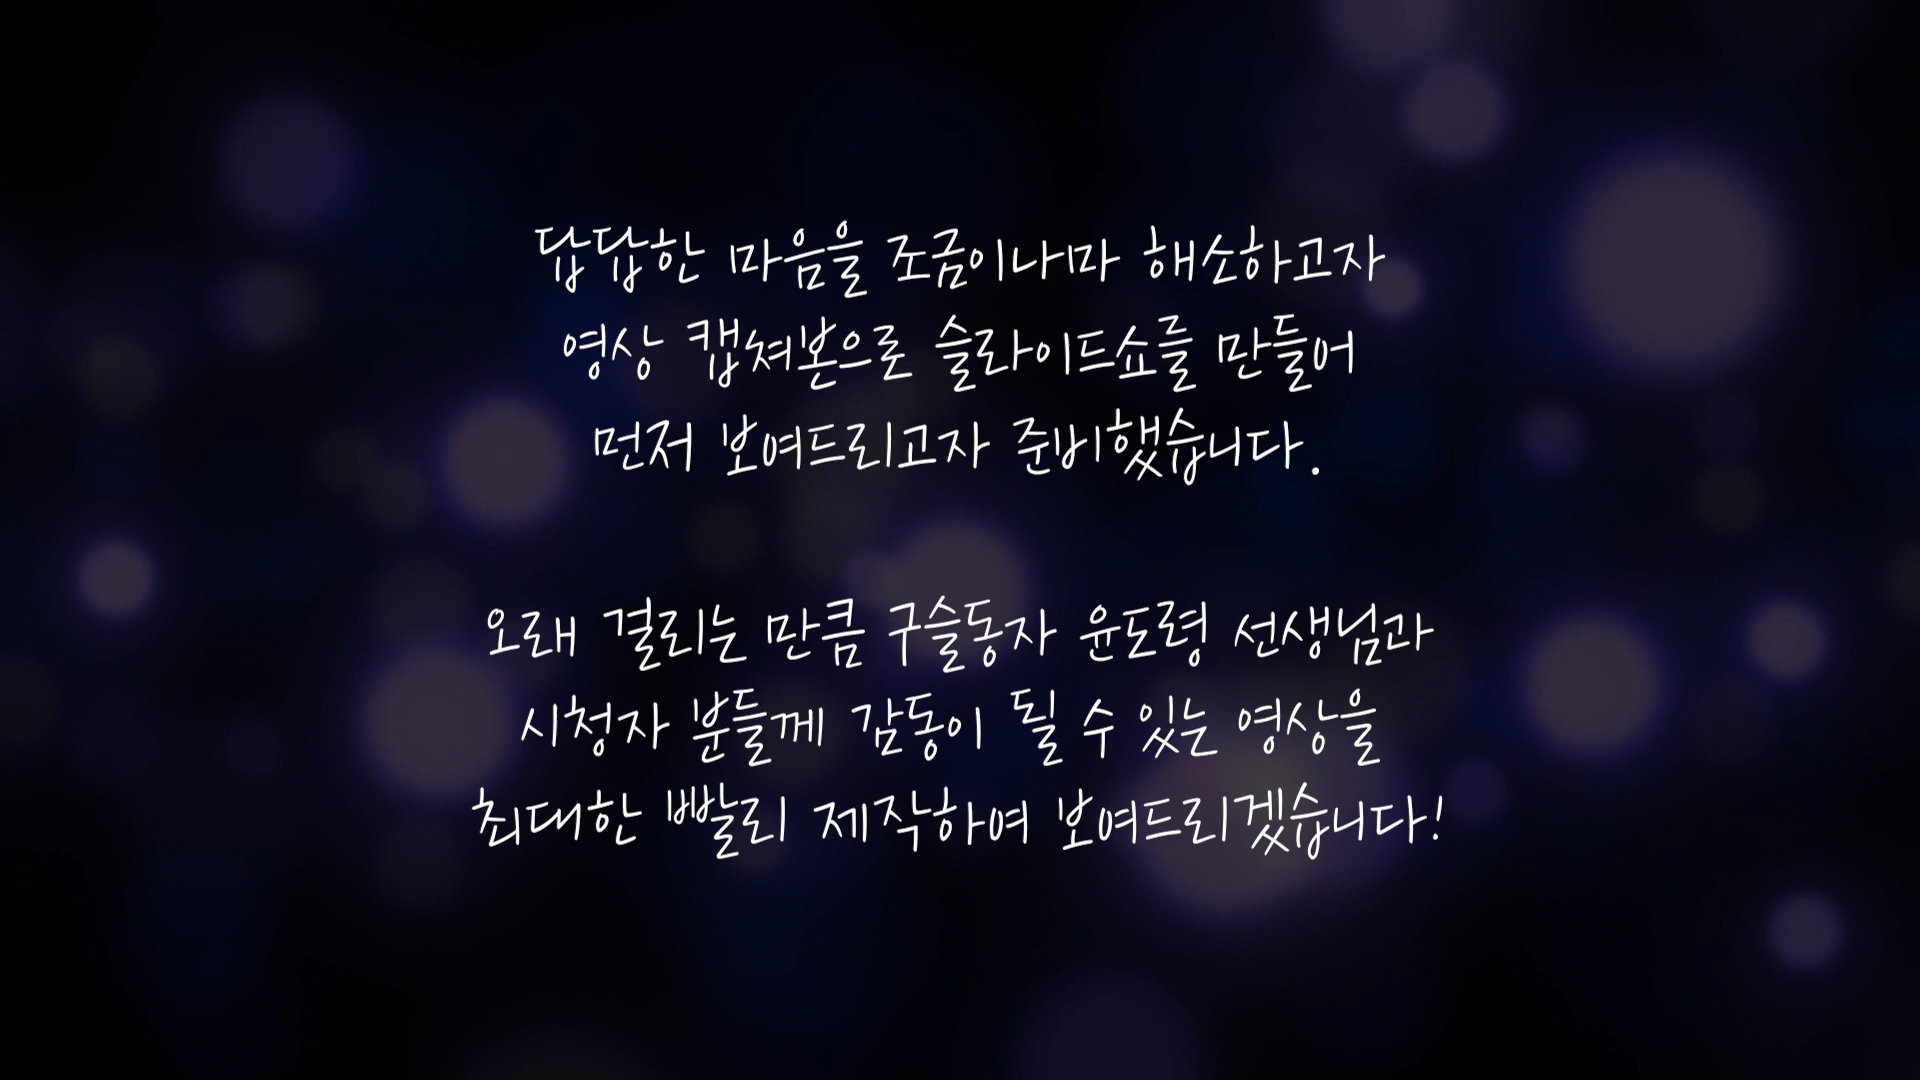 답답한 마음을 조금이나마 해소하고자
영상 캡쳐본으로 슬라이드쇼를 만들어
먼저 보여드리고자 준비했습니다.
오래 걸리는 만큼 구슬동자 윤도령 선생님과
시청자 분들께 감동이 될 수 있는 영상을
최대한 빨리 제작하여 보여드리겠습니다!